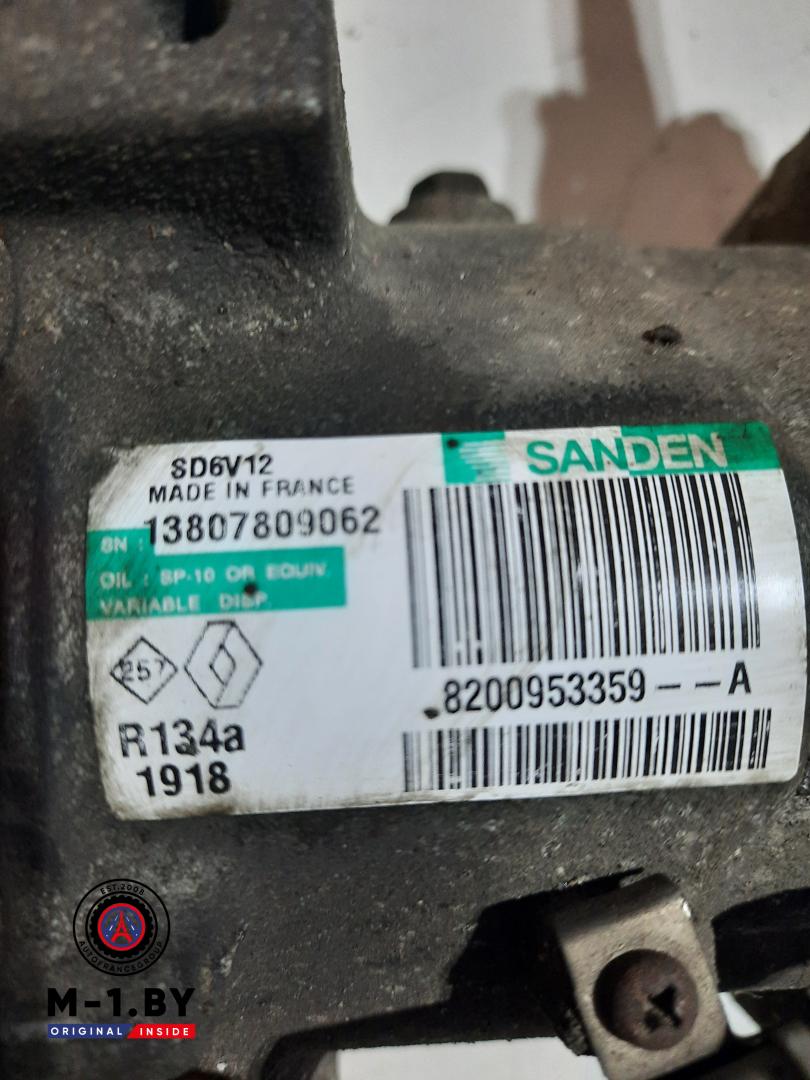 SD6V12
SANDEN
MADE IN FRANCE
SN : 13807809062
OIL : SP-10 OR EQUIV.
VARIABLE DISP.
257
8200953359--A
R134a
1918
EST.2008
AUTOFRANCEGROUP
M-1.BY
ORIGINAL INSIDE